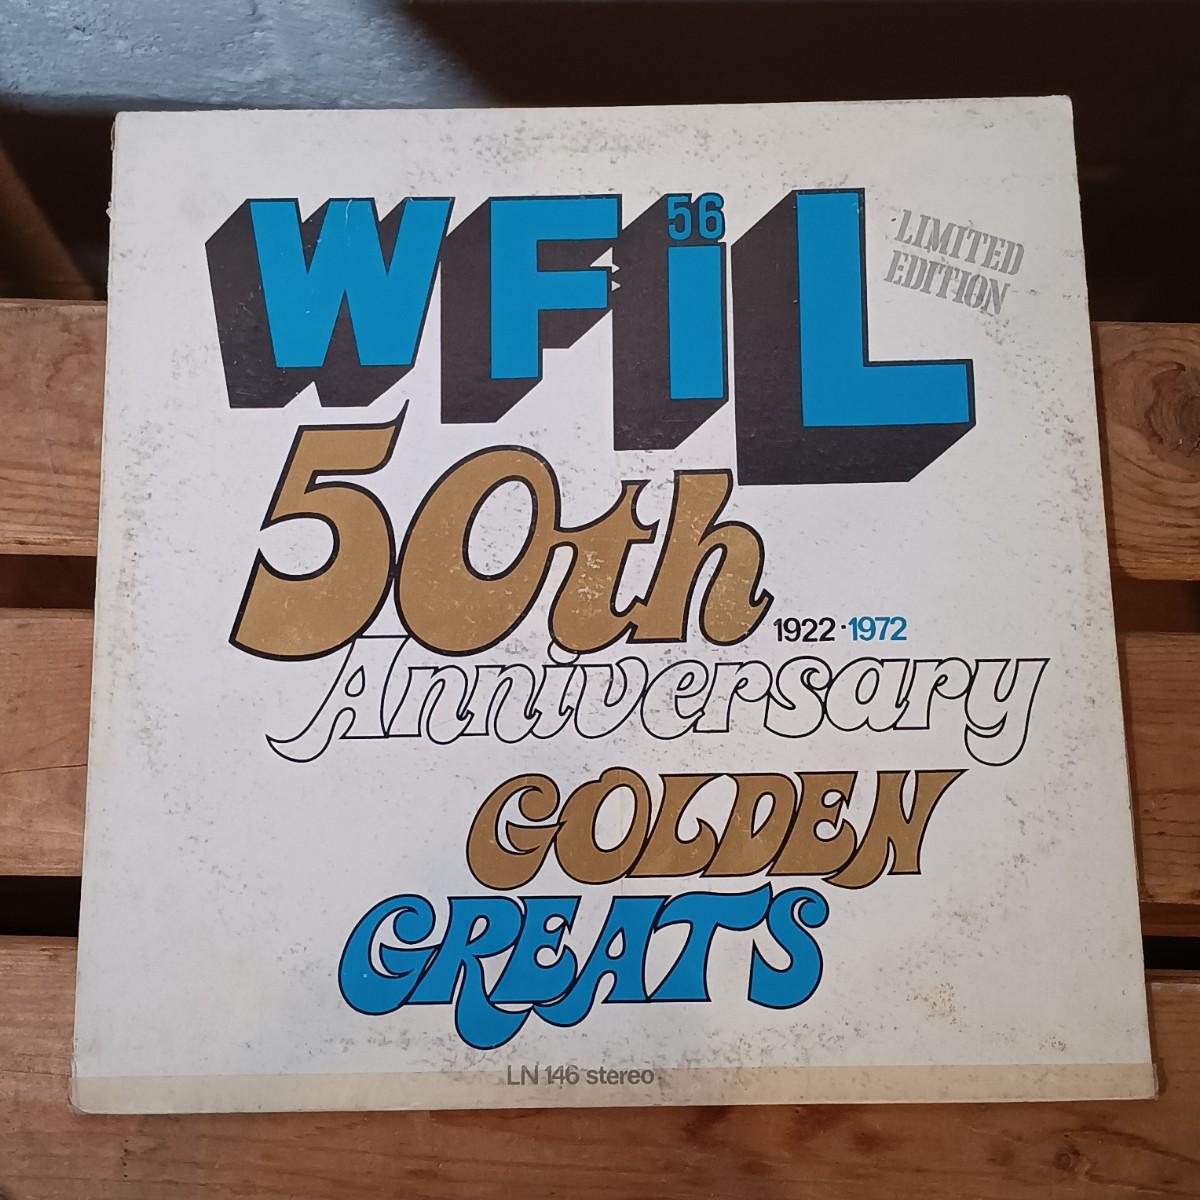 WFiL
56
LIMITED
EDITION
50th
1922·1972
Anniversary
GOLDEN
GREATS
LN 146 stereo